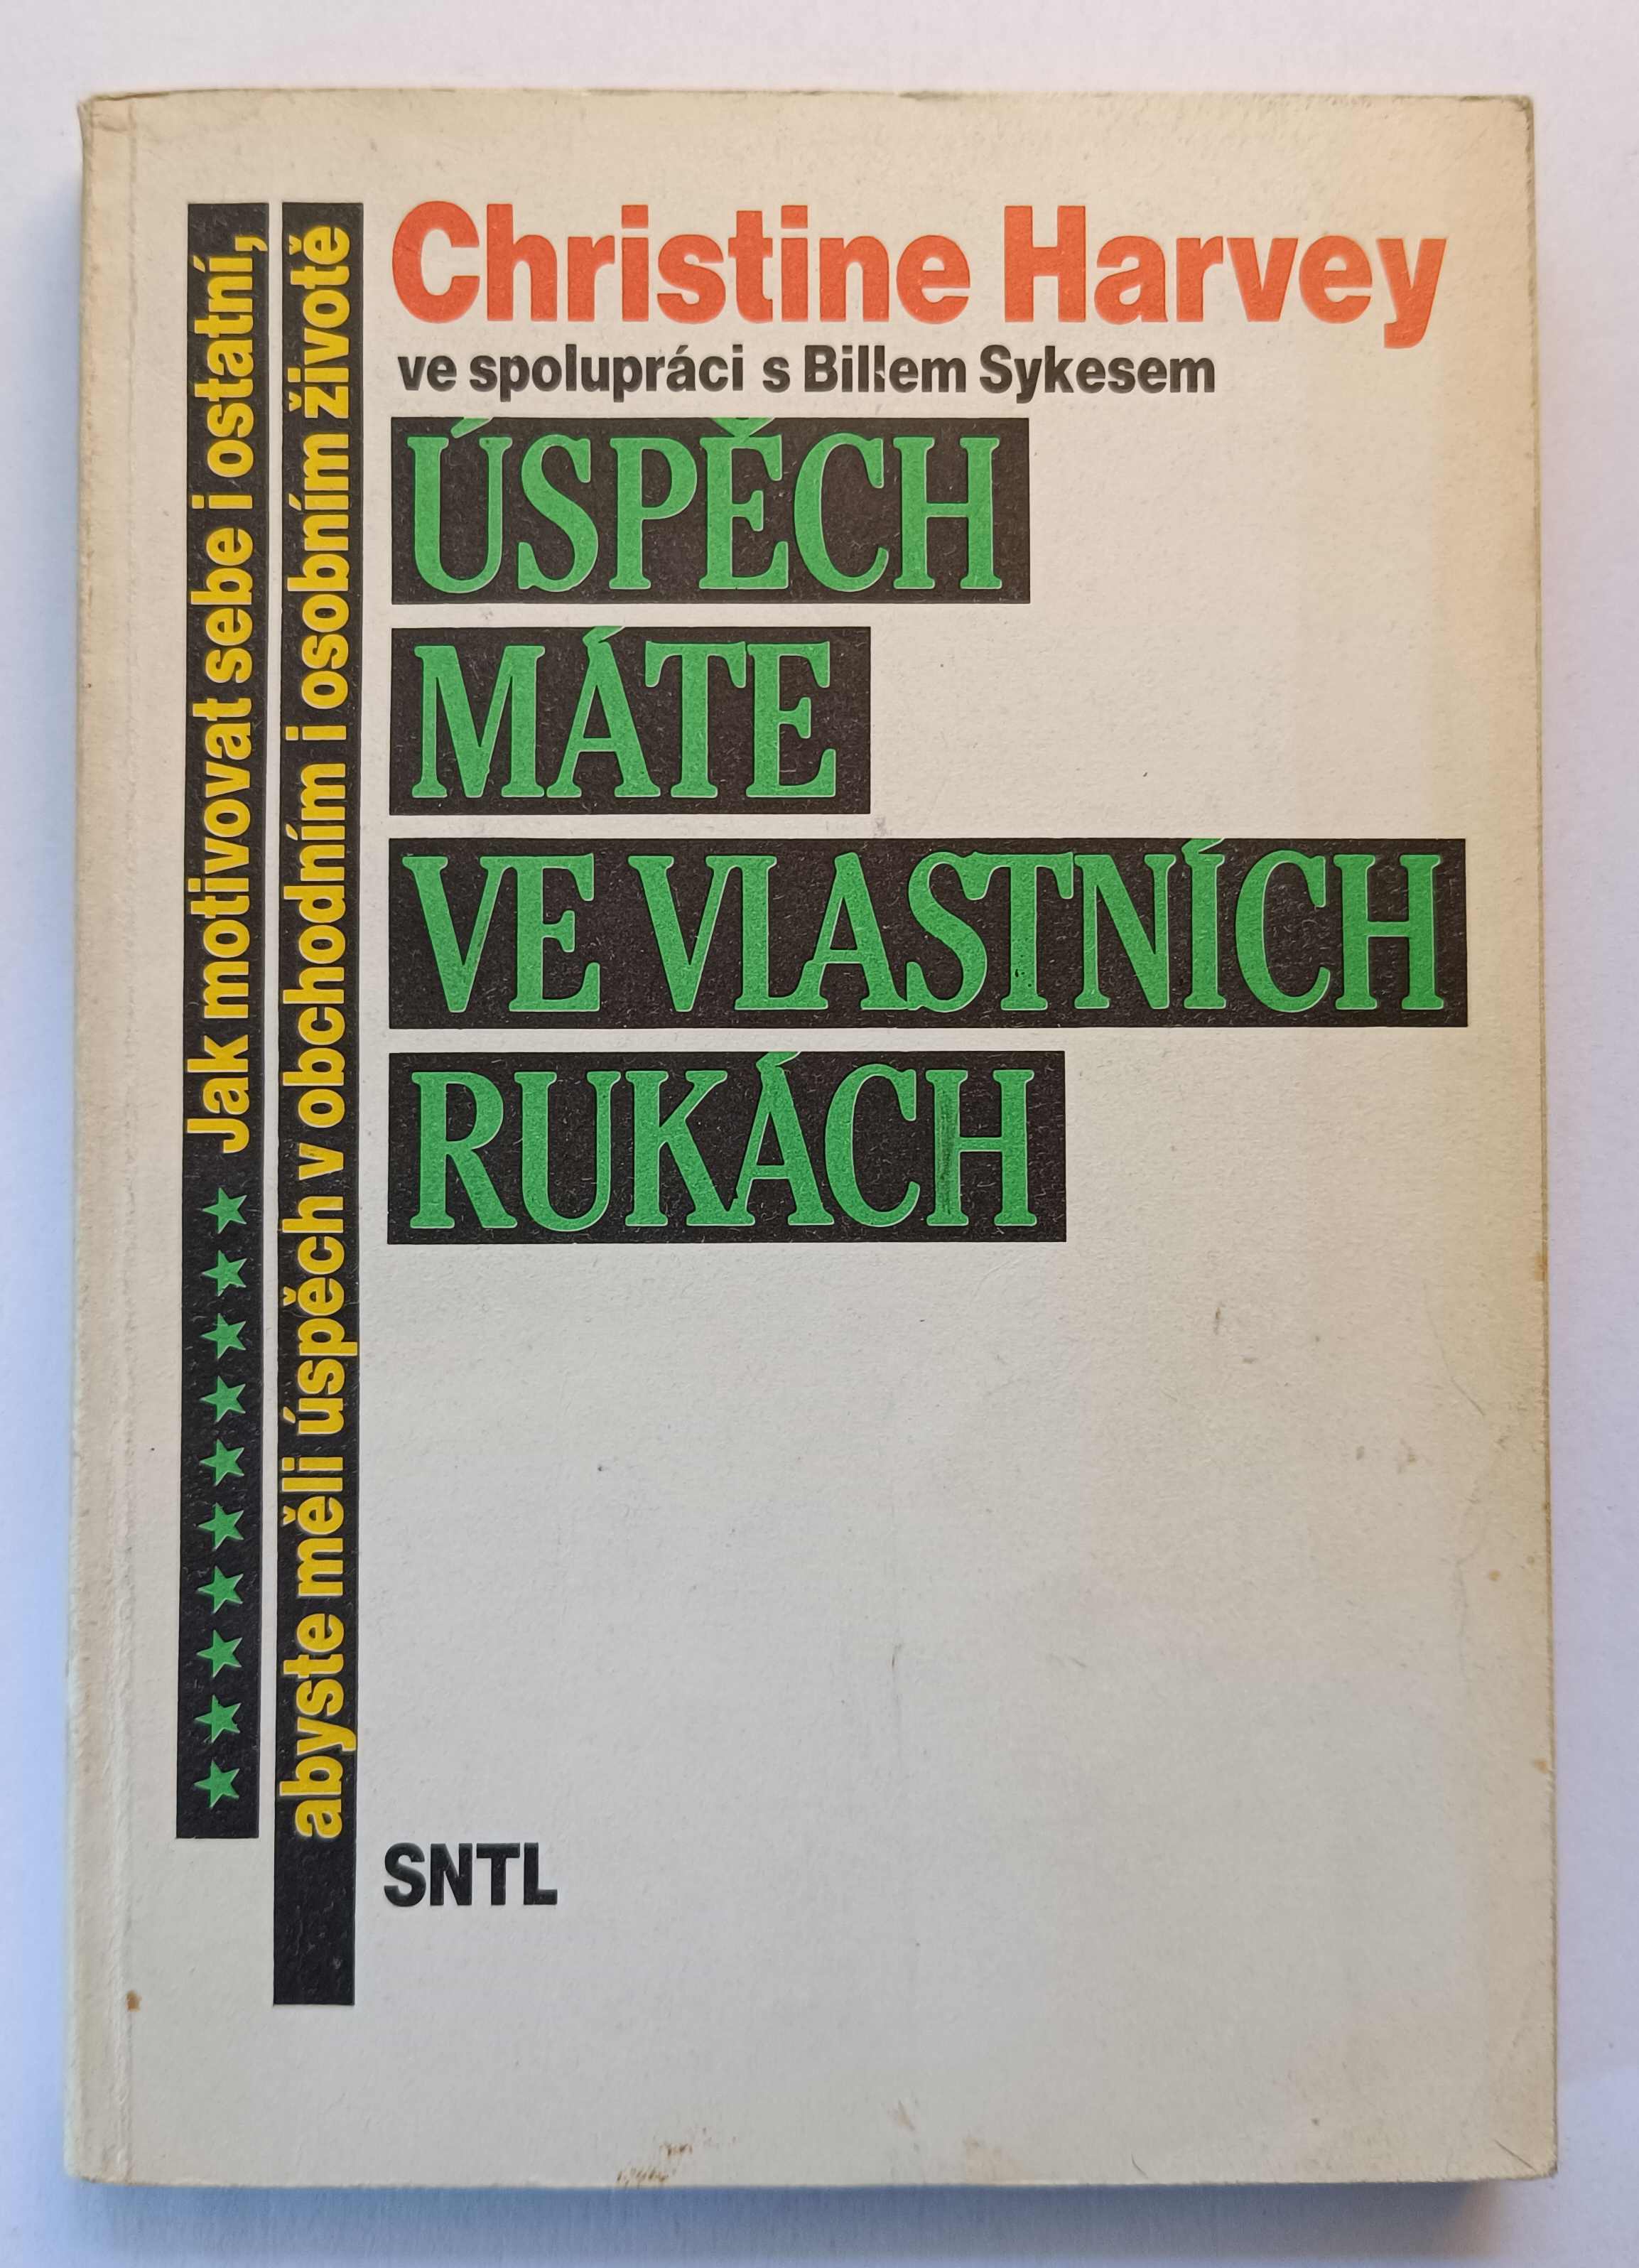 Christine Harvey
ve spolupráci s Billem Sykesem
ÚSPĚCH
MÁTE
VE VLASTNÍCH
RUKÁCH
★★★★★★★★★★ Jak motivovat sebe i ostatní,
abyste měli úspěch v obchodním i osobním životě
SNTL